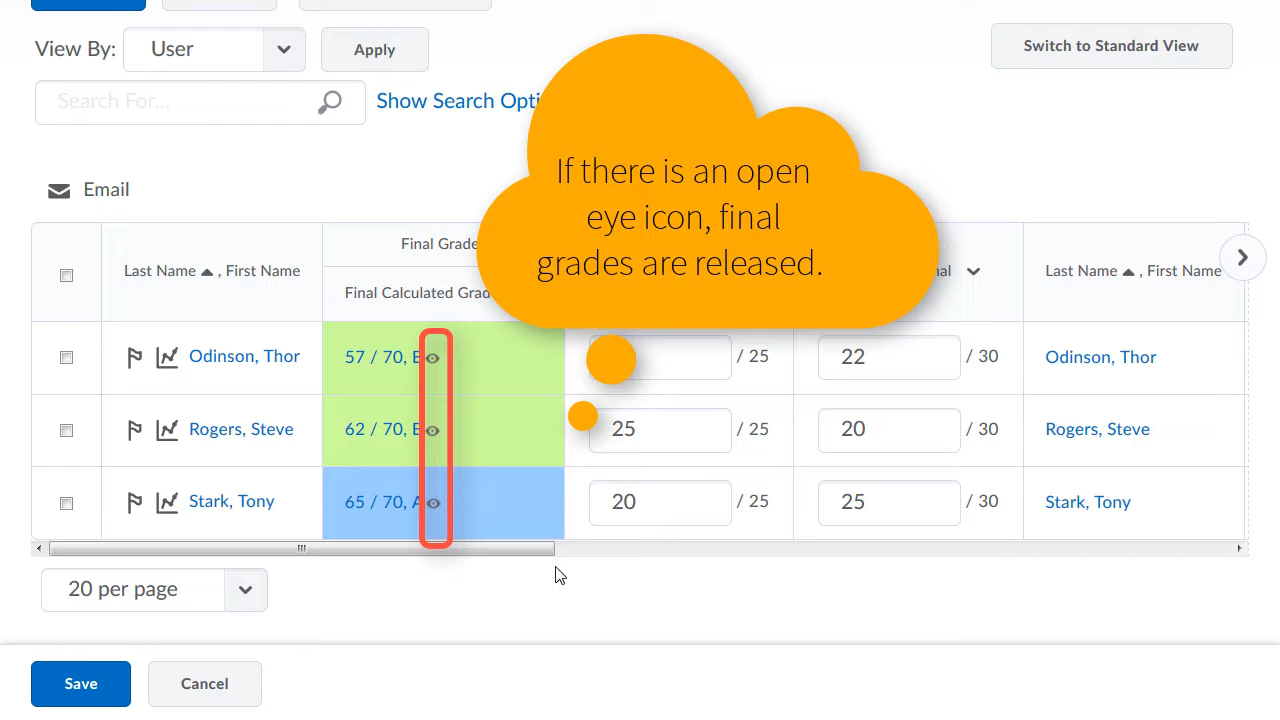 View By: User Apply Switch to Standard View
Search For... Show Search Opti
If there is an open
eye icon, final
grades are released.
Email
Last Name , First Name Final Grade Last Name , First Name
Final Calculated Grad
Odinson, Thor 57 / 70, / 25 22 / 30 Odinson, Thor
Rogers, Steve 62 / 70, 25 / 25 20 / 30 Rogers, Steve
Stark, Tony 65 / 70, A 20 / 25 25 / 30 Stark, Tony
20 per page
Save Cancel